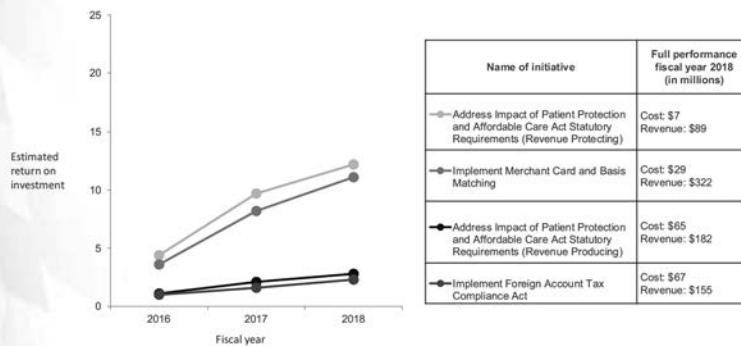 25
20
15
10
5
0
Estimated
return on
investment
2016
2017
2018
Fiscal year
Name of initiative
Full performance
fiscal year 2018
(in millions)
Address Impact of Patient Protection
and Affordable Care Act Statutory
Requirements (Revenue Protecting)
Cost: $7
Revenue: $89
Implement Merchant Card and Basis
Matching
Cost: $29
Revenue: $322
Address Impact of Patient Protection
and Affordable Care Act Statutory
Requirements (Revenue Producing)
Cost: $65
Revenue: $182
Implement Foreign Account Tax
Compliance Act
Cost: $67
Revenue: $155